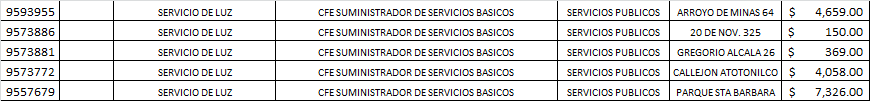 9593955 SERVICIO DE LUZ CFE SUMINISTRADOR DE SERVICIOS BASICOS SERVICIOS PUBLICOS ARROYO DE MINAS 64 $ 4,659.00
9573886 SERVICIO DE LUZ CFE SUMINISTRADOR DE SERVICIOS BASICOS SERVICIOS PUBLICOS 20 DE NOV. 325 $ 150.00
9573881 SERVICIO DE LUZ CFE SUMINISTRADOR DE SERVICIOS BASICOS SERVICIOS PUBLICOS GREGORIO ALCALA 26 $ 369.00
9573772 SERVICIO DE LUZ CFE SUMINISTRADOR DE SERVICIOS BASICOS SERVICIOS PUBLICOS CALLEJON ATOTONILCO $ 4,058.00
9557679 SERVICIO DE LUZ CFE SUMINISTRADOR DE SERVICIOS BASICOS SERVICIOS PUBLICOS PARQUE STA BARBARA $ 7,326.00